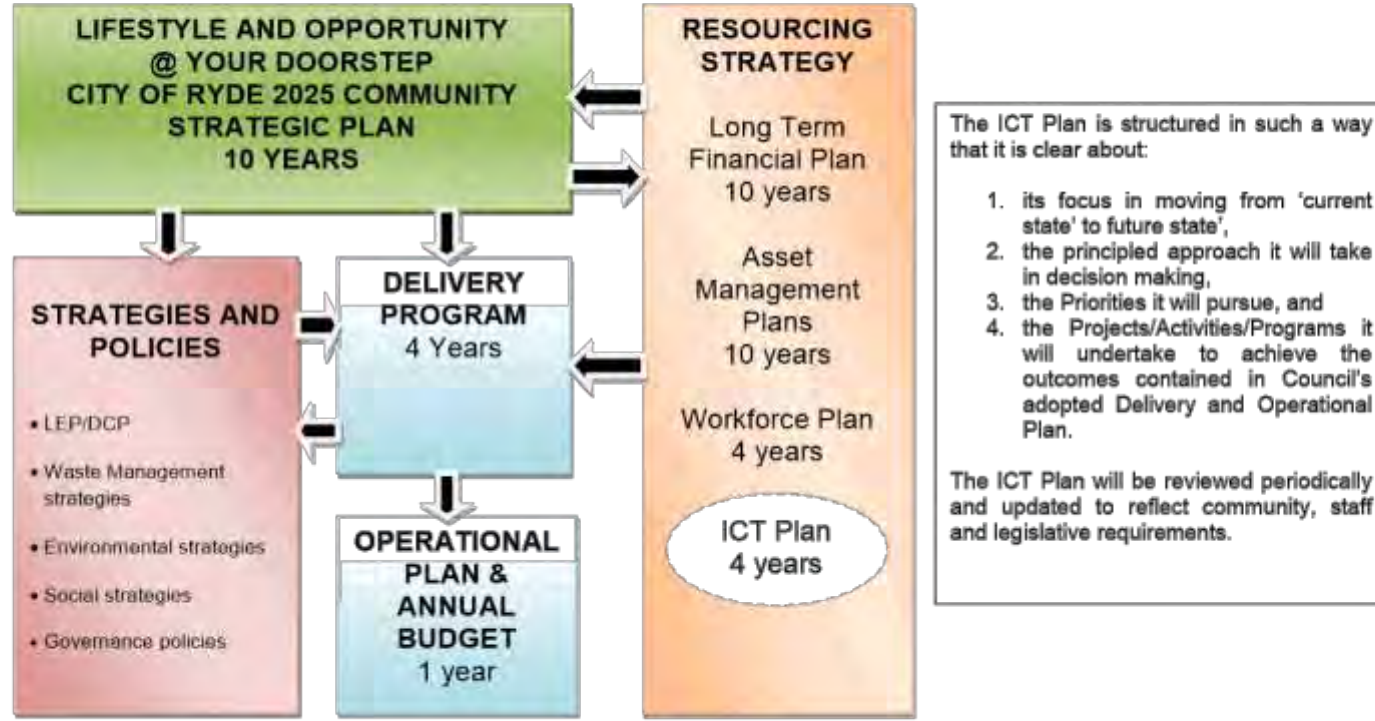 LIFESTYLE AND OPPORTUNITY
@ YOUR DOORSTEP
CITY OF RYDE 2025 COMMUNITY
STRATEGIC PLAN
10 YEARS
STRATEGIES AND
POLICIES
• LEP/DCP
• Waste Management
strategies
• Environmental strategies
• Social strategies
• Governance policies
DELIVERY
PROGRAM
4 Years
OPERATIONAL
PLAN &
ANNUAL
BUDGET
1 year
RESOURCING
STRATEGY
Long Term
Financial Plan
10 years
Asset
Management
Plans
10 years
Workforce Plan
4 years
ICT Plan
4 years
The ICT Plan is structured in such a way
that it is clear about:
1. its focus in moving from ‘current
state’ to future state’,
2. the principled approach it will take
in decision making,
3. the Priorities it will pursue, and
4. the Projects/Activities/Programs it
will undertake to achieve the
outcomes contained in Council's
adopted Delivery and Operational
Plan.
The ICT Plan will be reviewed periodically
and updated to reflect community, staff
and legislative requirements.